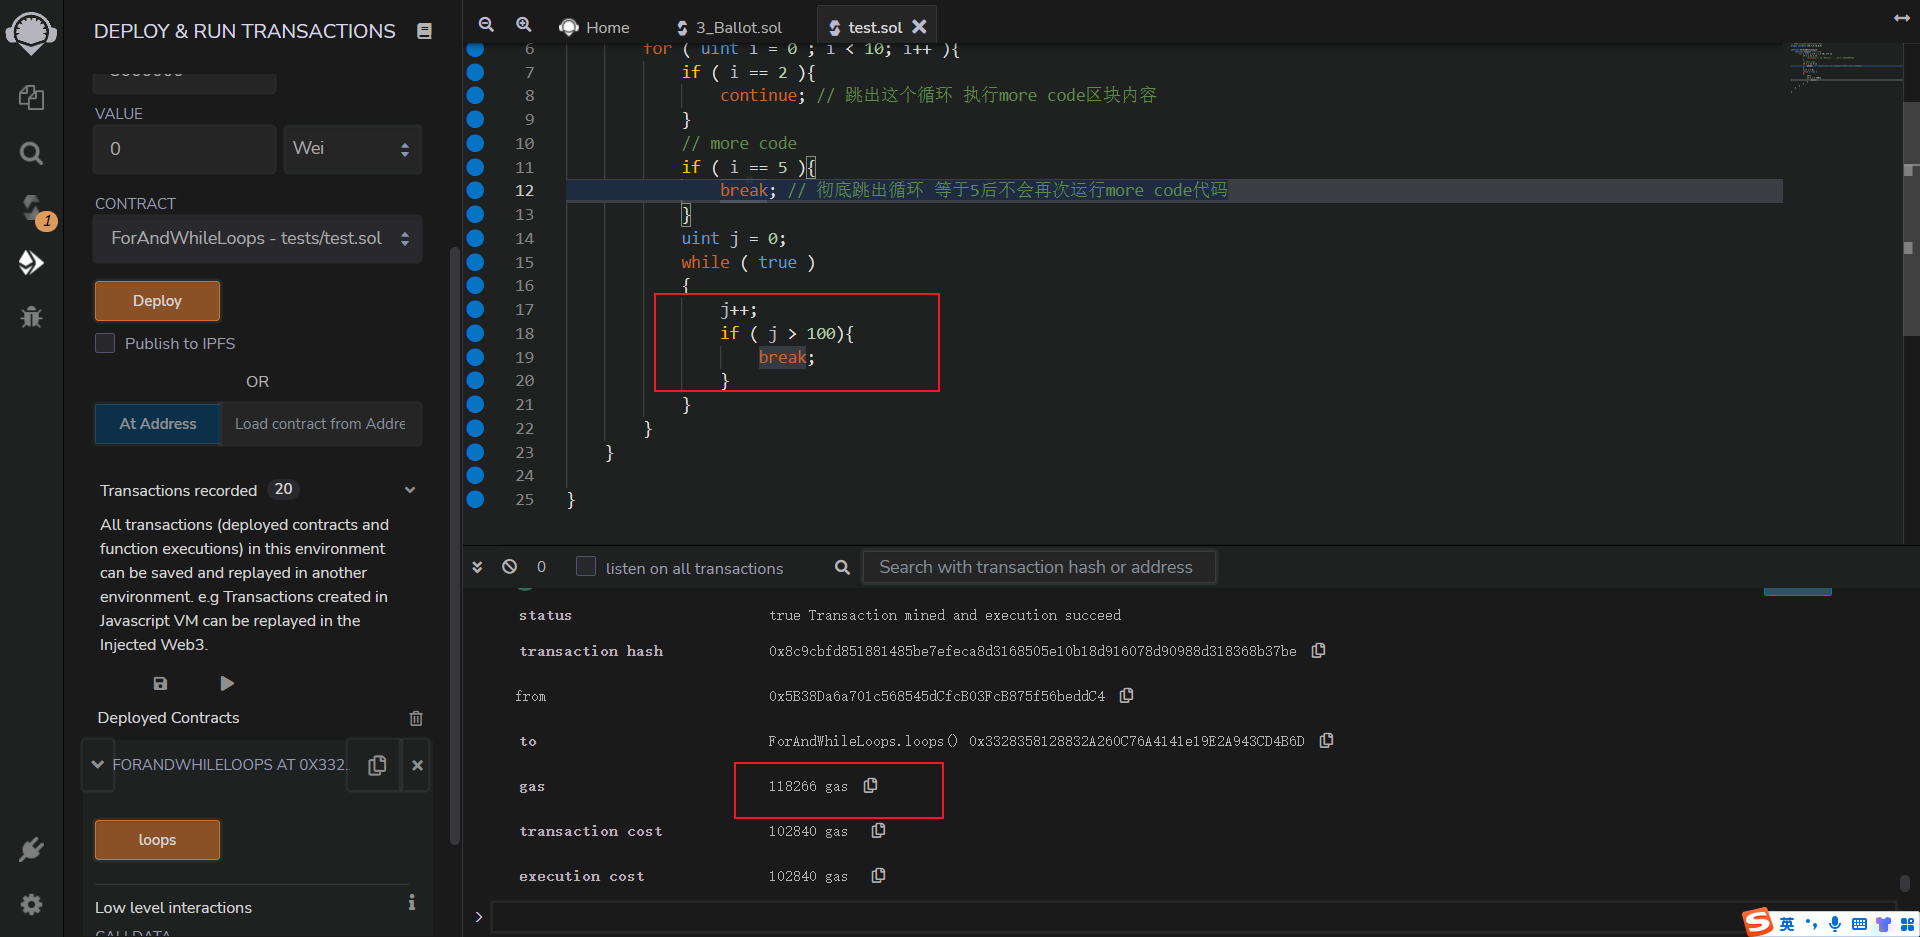 DEPLOY & RUN TRANSACTIONS
VALUE
0
Wei
CONTRACT
ForAndWhileLoops - tests/test.sol
Deploy
Publish to IPFS
OR
At Address
Load contract from Addre
Transactions recorded 20
All transactions (deployed contracts and
function executions) in this environment
can be saved and replayed in another
environment. e.g Transactions created in
Javascript VM can be replayed in the
Injected Web3.
Deployed Contracts
FORANDWHILELOOPS AT 0X332...
loops
Low level interactions
CALLDATA
1
Home
3_Ballot.sol
test.sol
6 for ( uint i = 0 ; i < 10; i++ ){
7 if ( i == 2 ){
8 continue; // 跳出这个循环 执行more code区块内容
9 }
10 // more code
11 if ( i == 5 ){
12 break; // 彻底跳出循环 等于5后不会再次运行more code代码
13 }
14 uint j = 0;
15 while ( true )
16 {
17 j++;
18 if ( j > 100){
19 break;
20 }
21 }
22 }
23 }
24
25 }
0
listen on all transactions
Search with transaction hash or address
status true Transaction mined and execution succeed
transaction hash 0x8c9cbfd851881485be7efeca8d3168505e10b18d916078d90988d318368b37be
from 0x5B38Da6a701c568545dCfcB03FcB875f56beddC4
to ForAndWhileLoops.loops() 0x3328358128832A260C76A4141e19E2A943CD4B6D
gas 118266 gas
transaction cost 102840 gas
execution cost 102840 gas
>
S 英